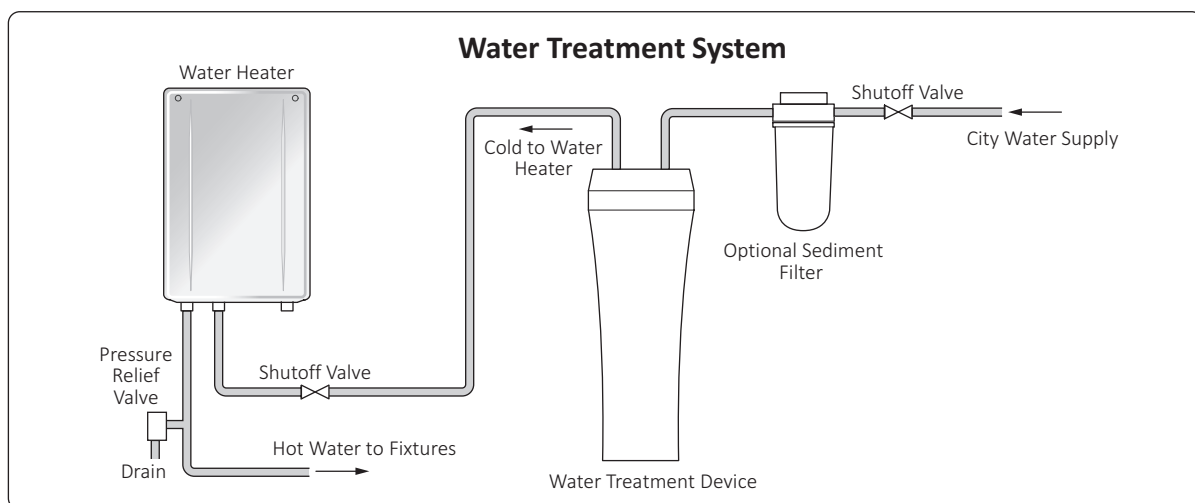 Water Treatment System
Water Heater
Shutoff Valve
City Water Supply
Cold to Water
Heater
Optional Sediment
Filter
Pressure
Relief
Valve
Shutoff Valve
Hot Water to Fixtures
Drain
Water Treatment Device